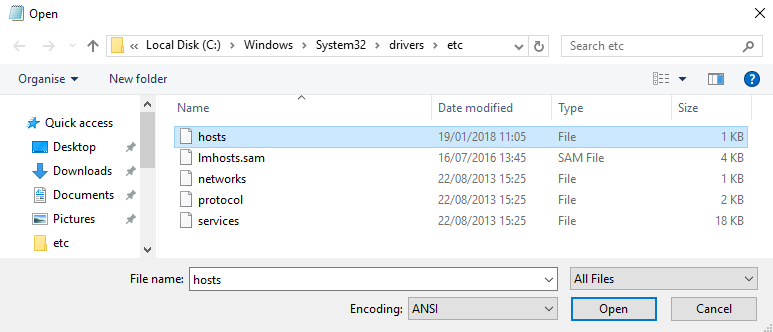 Open
« Local Disk (C:) > Windows > System32 > drivers > etc
Search etc
Organise New folder
Name Date modified Type Size
Quick access
Desktop
Downloads
Documents
Pictures
etc
hosts 19/01/2018 11:05 File 1 KB
lmhosts.sam 16/07/2016 13:45 SAM File 4 KB
networks 22/08/2013 15:25 File 1 KB
protocol 22/08/2013 15:25 File 2 KB
services 22/08/2013 15:25 File 18 KB
File name: hosts All Files
Encoding: ANSI Open Cancel